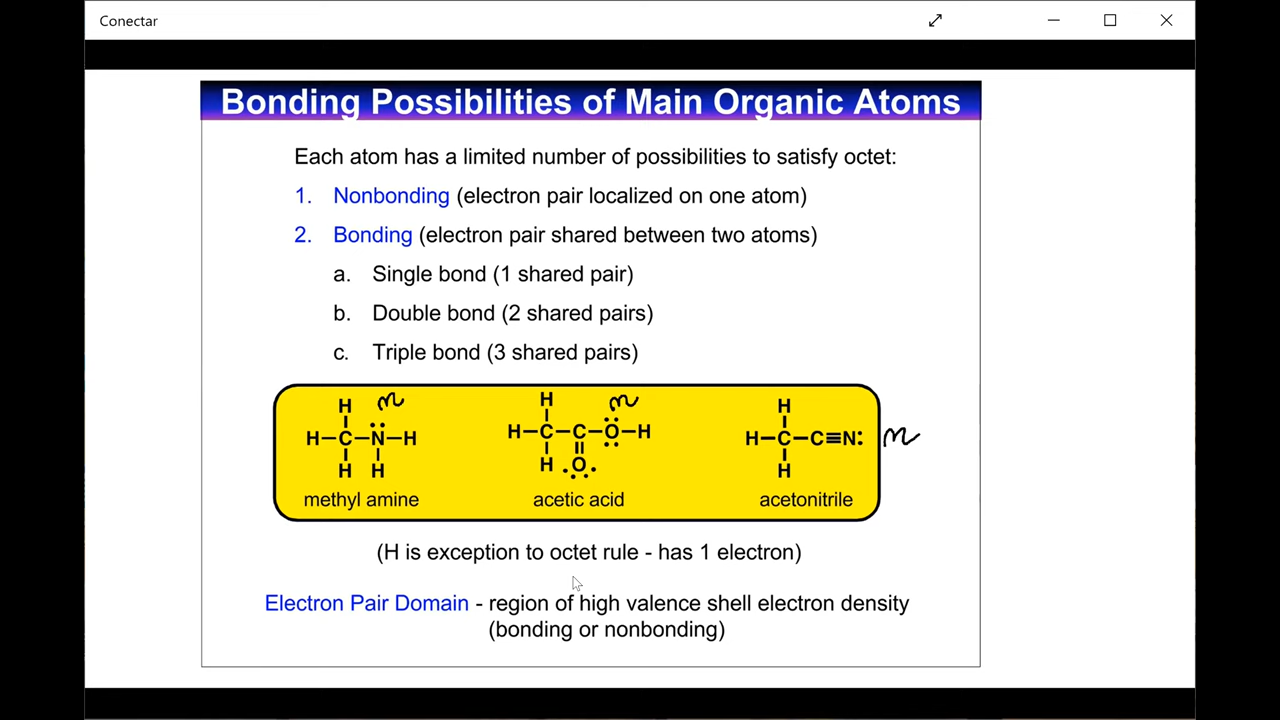 Conectar
Bonding Possibilities of Main Organic Atoms
Each atom has a limited number of possibilities to satisfy octet:
1. Nonbonding (electron pair localized on one atom)
2. Bonding (electron pair shared between two atoms)
a. Single bond (1 shared pair)
b. Double bond (2 shared pairs)
c. Triple bond (3 shared pairs)
H n H n H
H–C–N–H H–C–C–O–H H–C–C≡N: n
H H H O H
methyl amine acetic acid acetonitrile
(H is exception to octet rule - has 1 electron)
Electron Pair Domain - region of high valence shell electron density
(bonding or nonbonding)